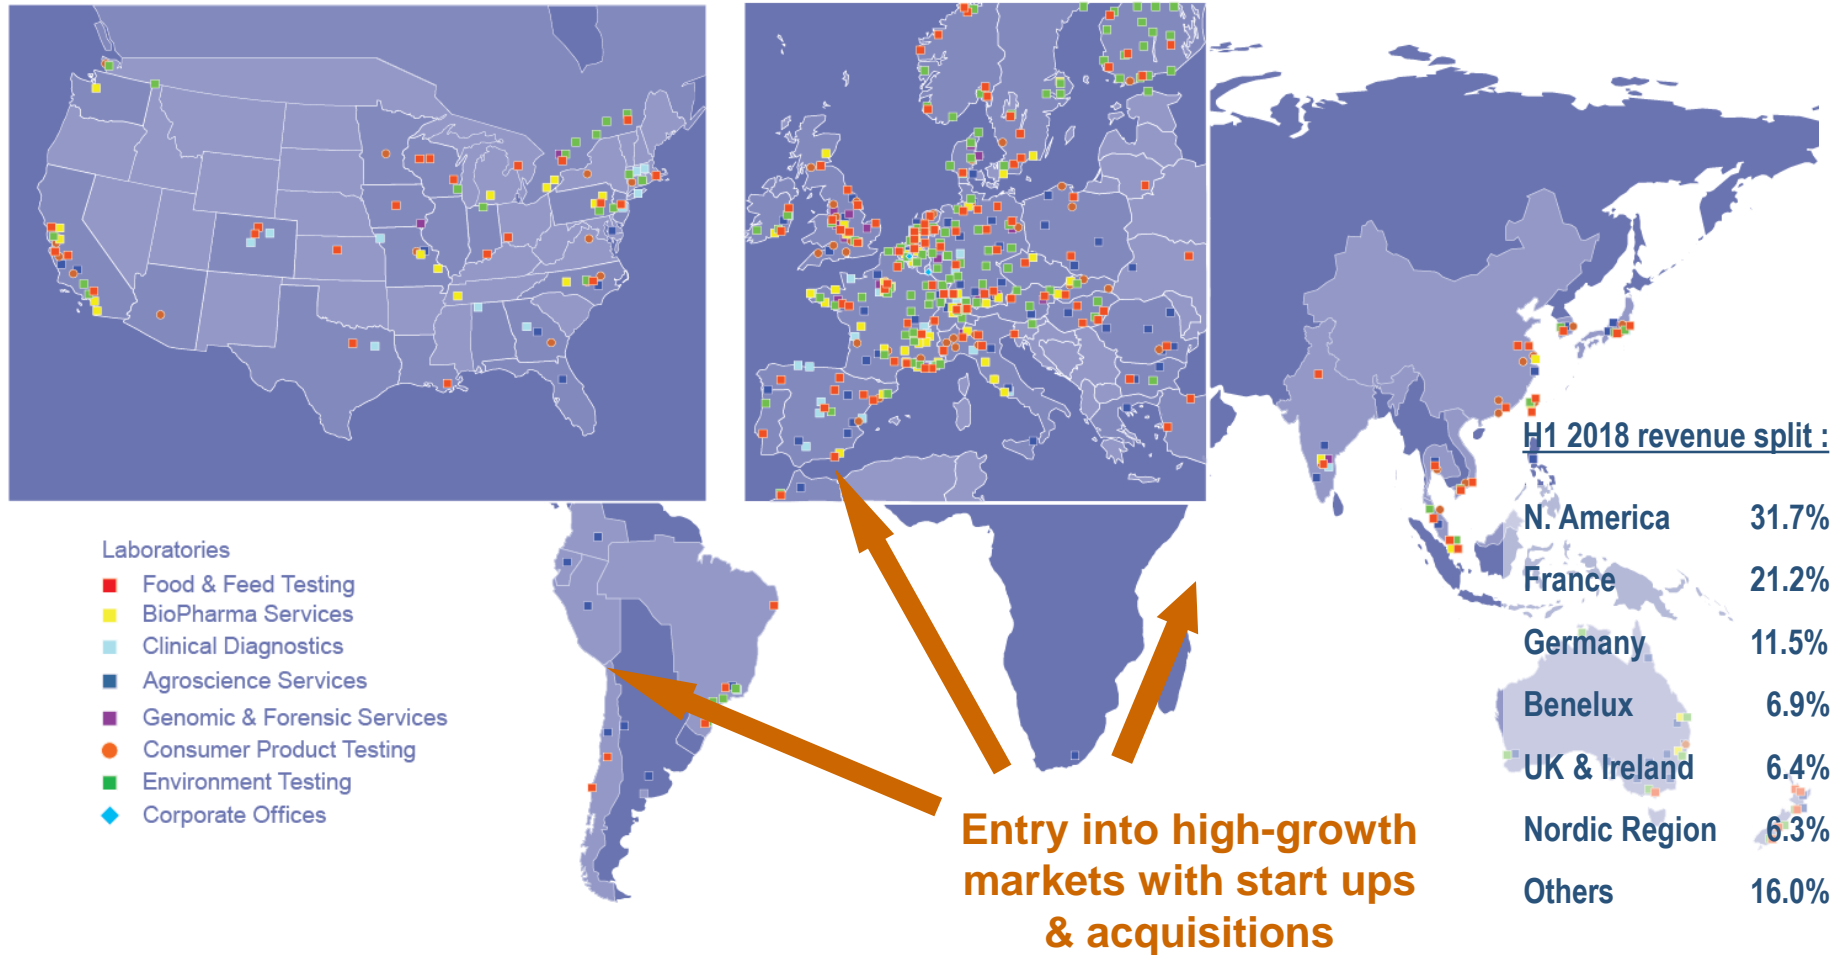 Laboratories
Food & Feed Testing
BioPharma Services
Clinical Diagnostics
Agroscience Services
Genomic & Forensic Services
Consumer Product Testing
Environment Testing
Corporate Offices
Entry into high-growth
markets with start ups
& acquisitions
H1 2018 revenue split :
N. America 31.7%
France 21.2%
Germany 11.5%
Benelux 6.9%
UK & Ireland 6.4%
Nordic Region 6.3%
Others 16.0%